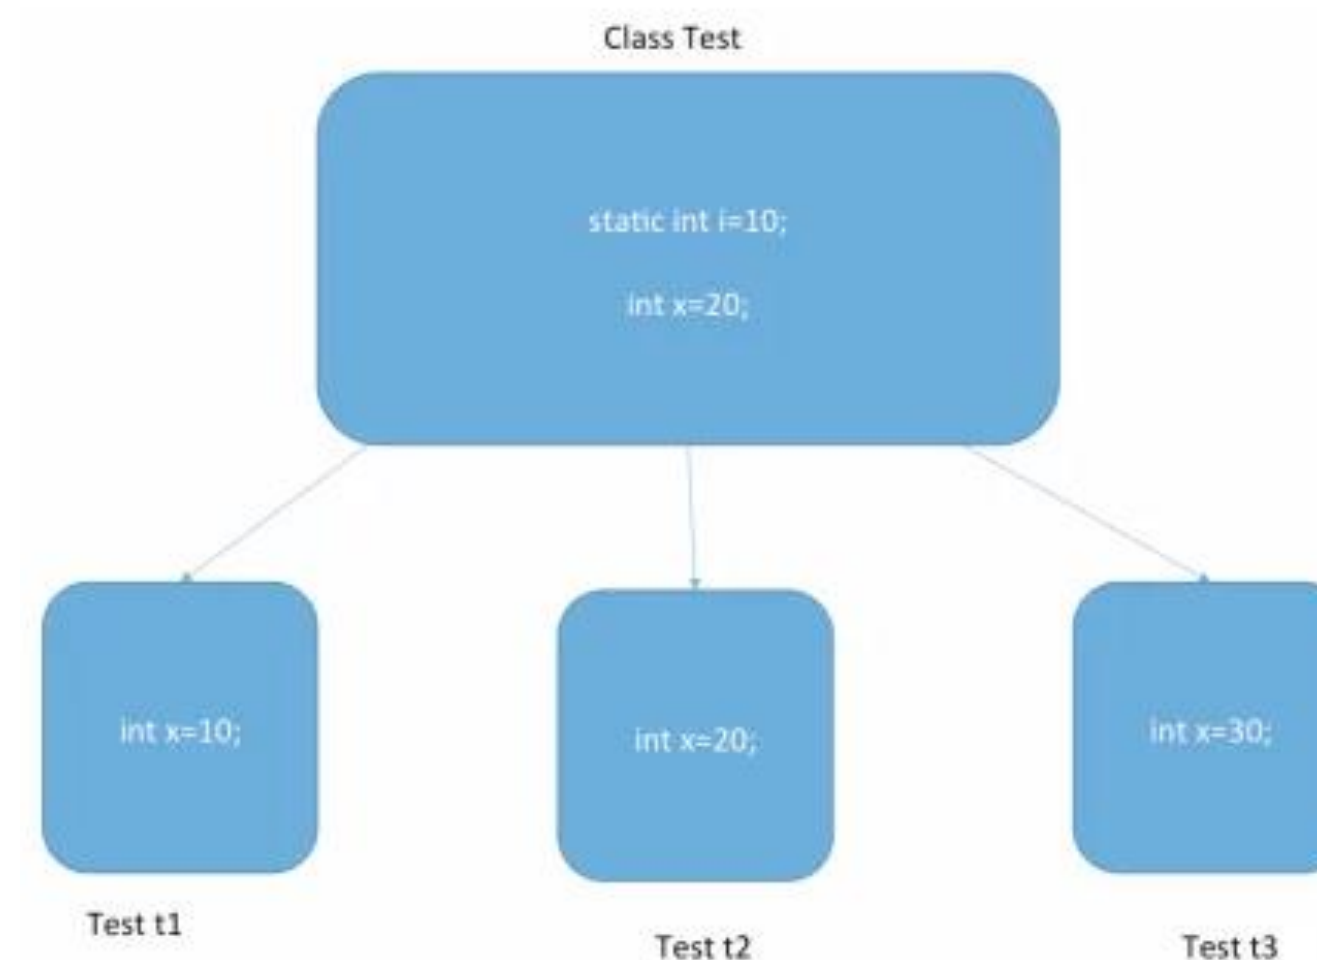 Class Test
static int i=10;
int x=20;
int x=10;
int x=20;
int x=30;
Test t1
Test t2
Test t3